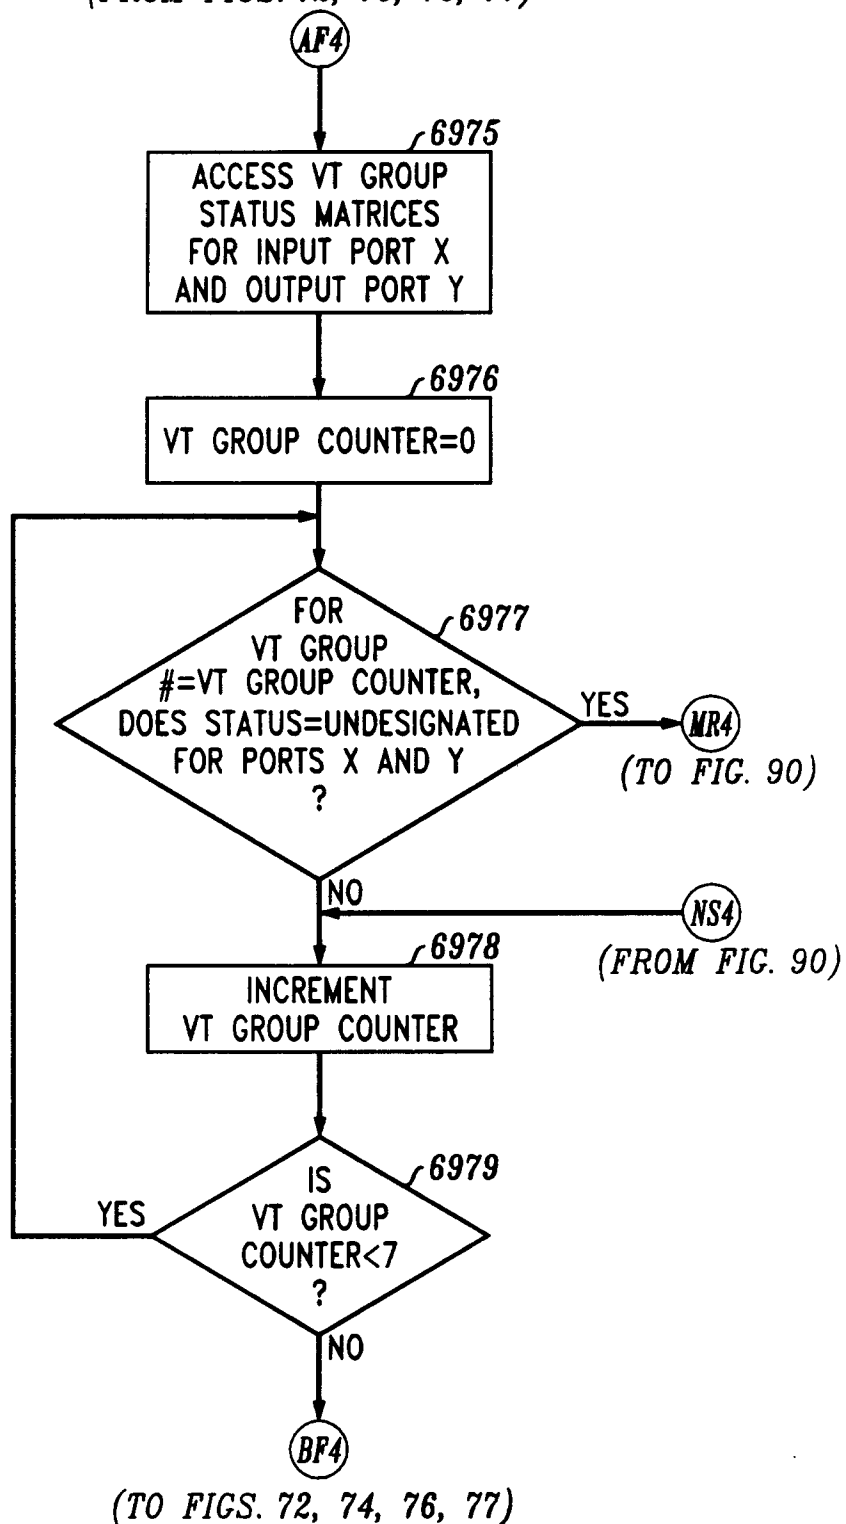 AF4
6975
ACCESS VT GROUP
STATUS MATRICES
FOR INPUT PORT X
AND OUTPUT PORT Y
6976
VT GROUP COUNTER=0
6977
FOR
VT GROUP
#=VT GROUP COUNTER,
DOES STATUS=UNDESIGNATED
FOR PORTS X AND Y
?
YES
MR4
(TO FIG. 90)
NO
NS4
(FROM FIG. 90)
6978
INCREMENT
VT GROUP COUNTER
6979
IS
VT GROUP
COUNTER<7
?
YES
NO
BF4
(TO FIGS. 72, 74, 76, 77)